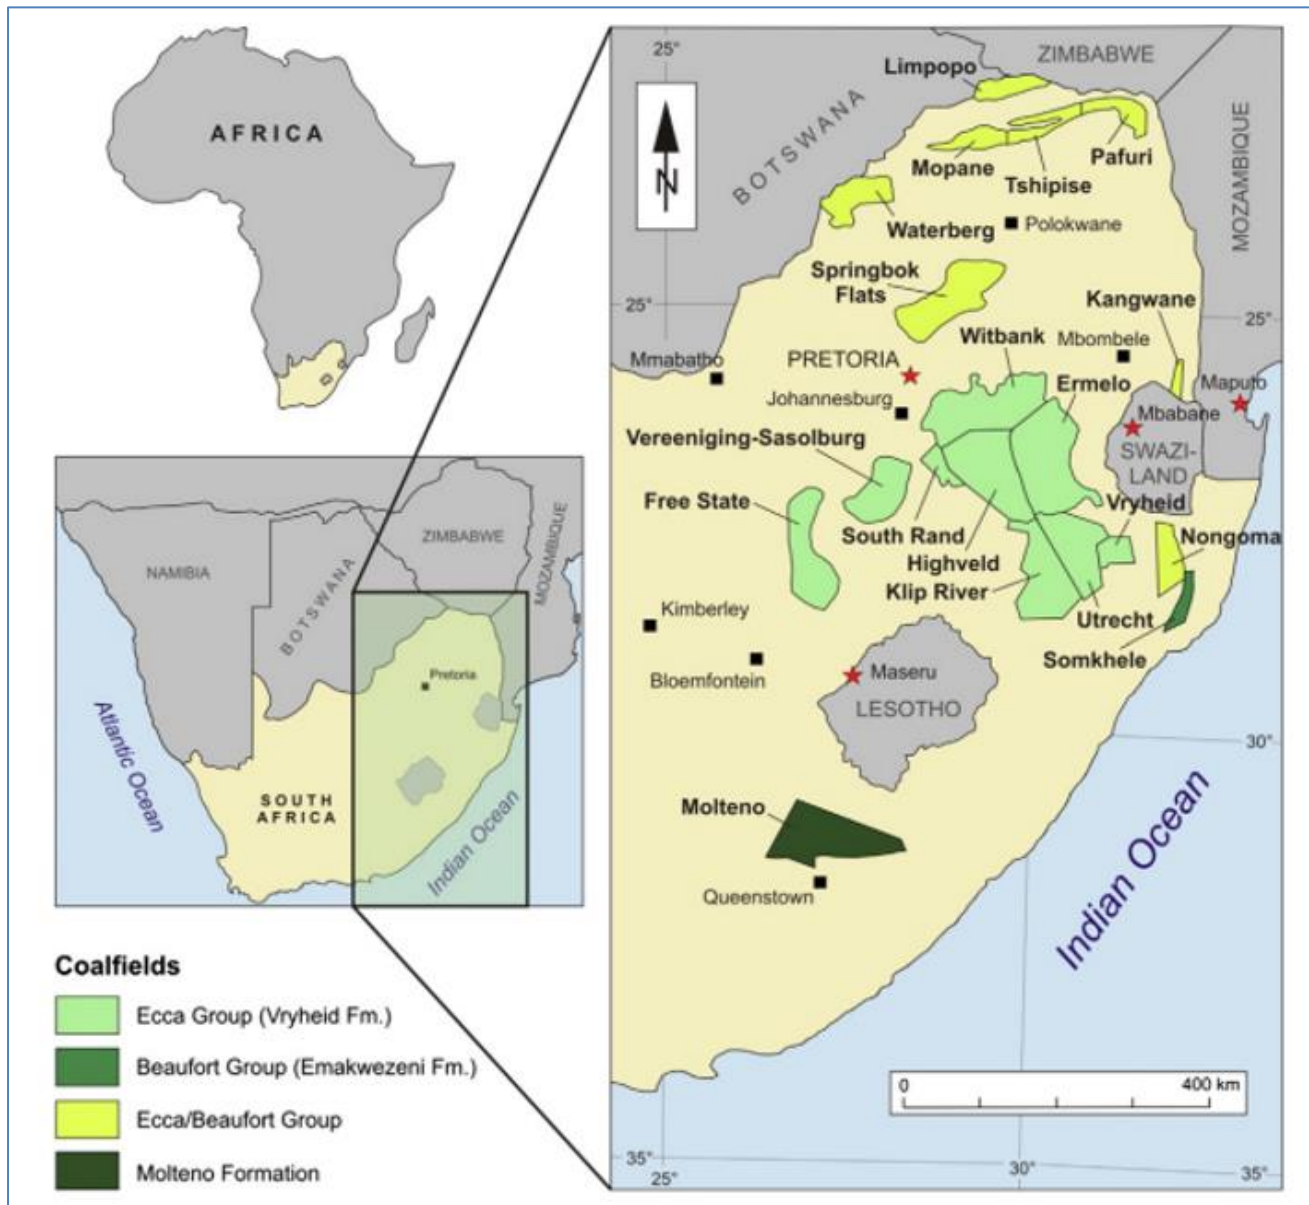 AFRICA
NAMIBIA
BOTSWANA
ZIMBABWE
MOZAMBIQUE
Pretoria
Atlantic Ocean
SOUTH
AFRICA
Indian Ocean
Coalfields
Ecca Group (Vryheid Fm.)
Beaufort Group (Emakwezeni Fm.)
Ecca/Beaufort Group
Molteno Formation
25°
ZIMBABWE
Limpopo
BOTSWANA
N
MOZAMBIQUE
Mopane
Pafuri
Tshipise
Waterberg
Polokwane
Springbok
Flats
Kangwane
25°
25°
Witbank
Mbombele
Mmabatho
PRETORIA
Ermelo
Maputo
Johannesburg
Mbabane
Vereeniging-Sasolburg
SWAZI-
LAND
Free State
Vryheid
South Rand
Nongoma
Highveld
Klip River
Kimberley
Utrecht
Somkhele
Bloemfontein
Maseru
LESOTHO
30°
Molteno
Queenstown
Indian Ocean
0
400 km
35°
25°
30°
35°